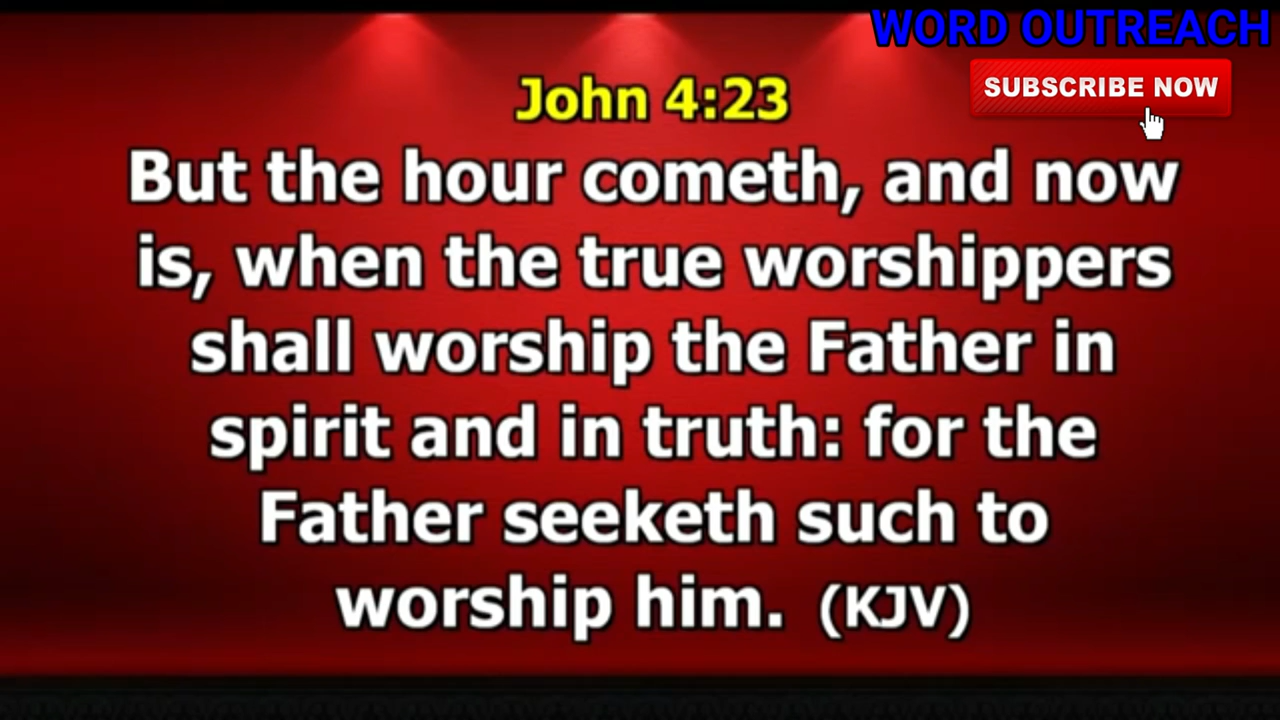 WORD OUTREACH
SUBSCRIBE NOW
John 4:23
But the hour cometh, and now
is, when the true worshippers
shall worship the Father in
spirit and in truth: for the
Father seeketh such to
worship him. (KJV)